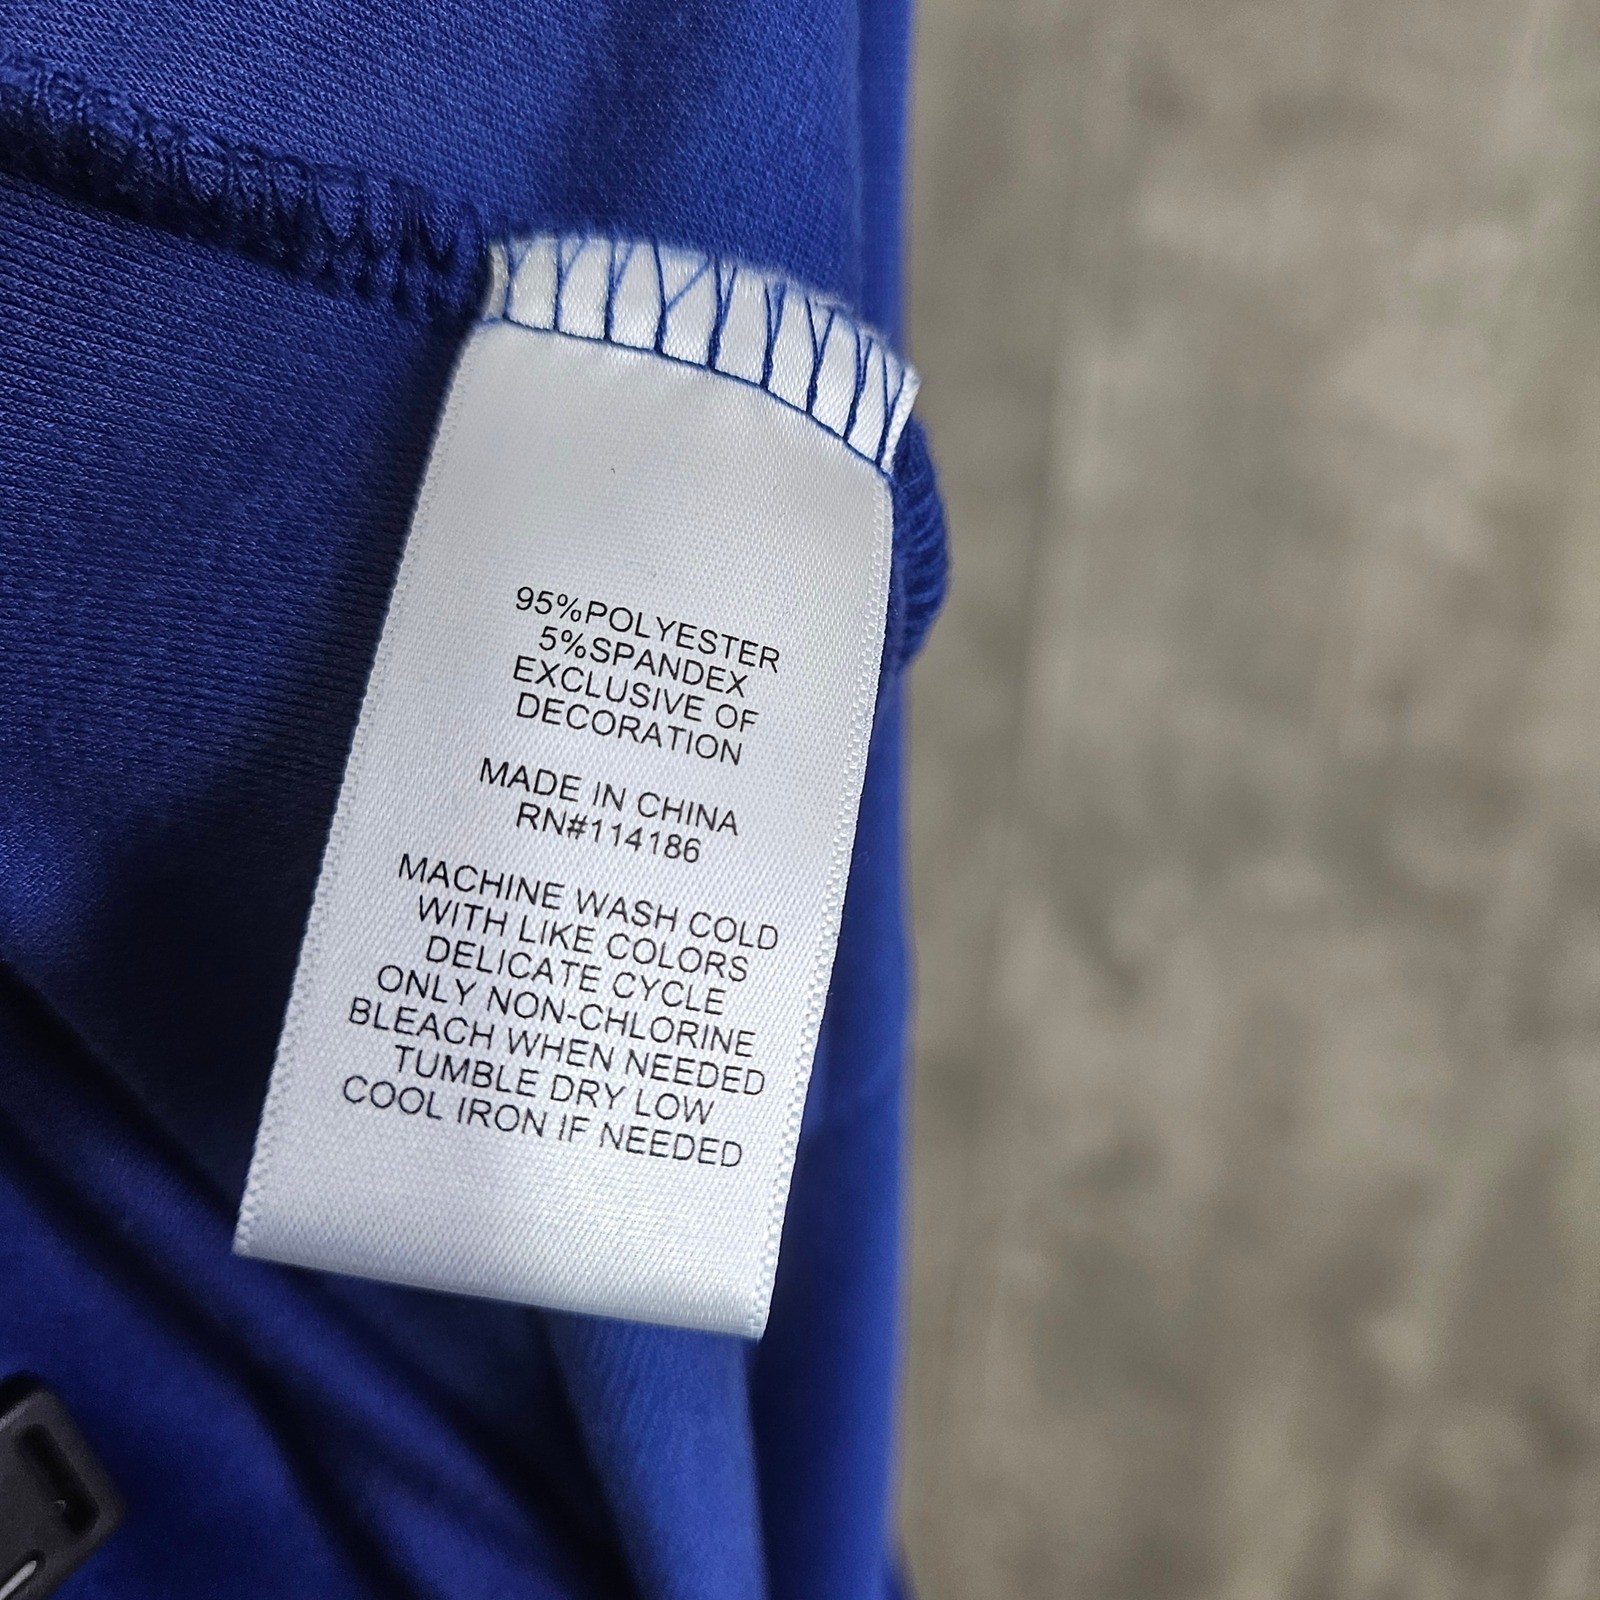 95%POLYESTER
5%SPANDEX
EXCLUSIVE OF
DECORATION
MADE IN CHINA
RN#114186
MACHINE WASH COLD
WITH LIKE COLORS
DELICATE CYCLE
ONLY NON-CHLORINE
BLEACH WHEN NEEDED
TUMBLE DRY LOW
COOL IRON IF NEEDED